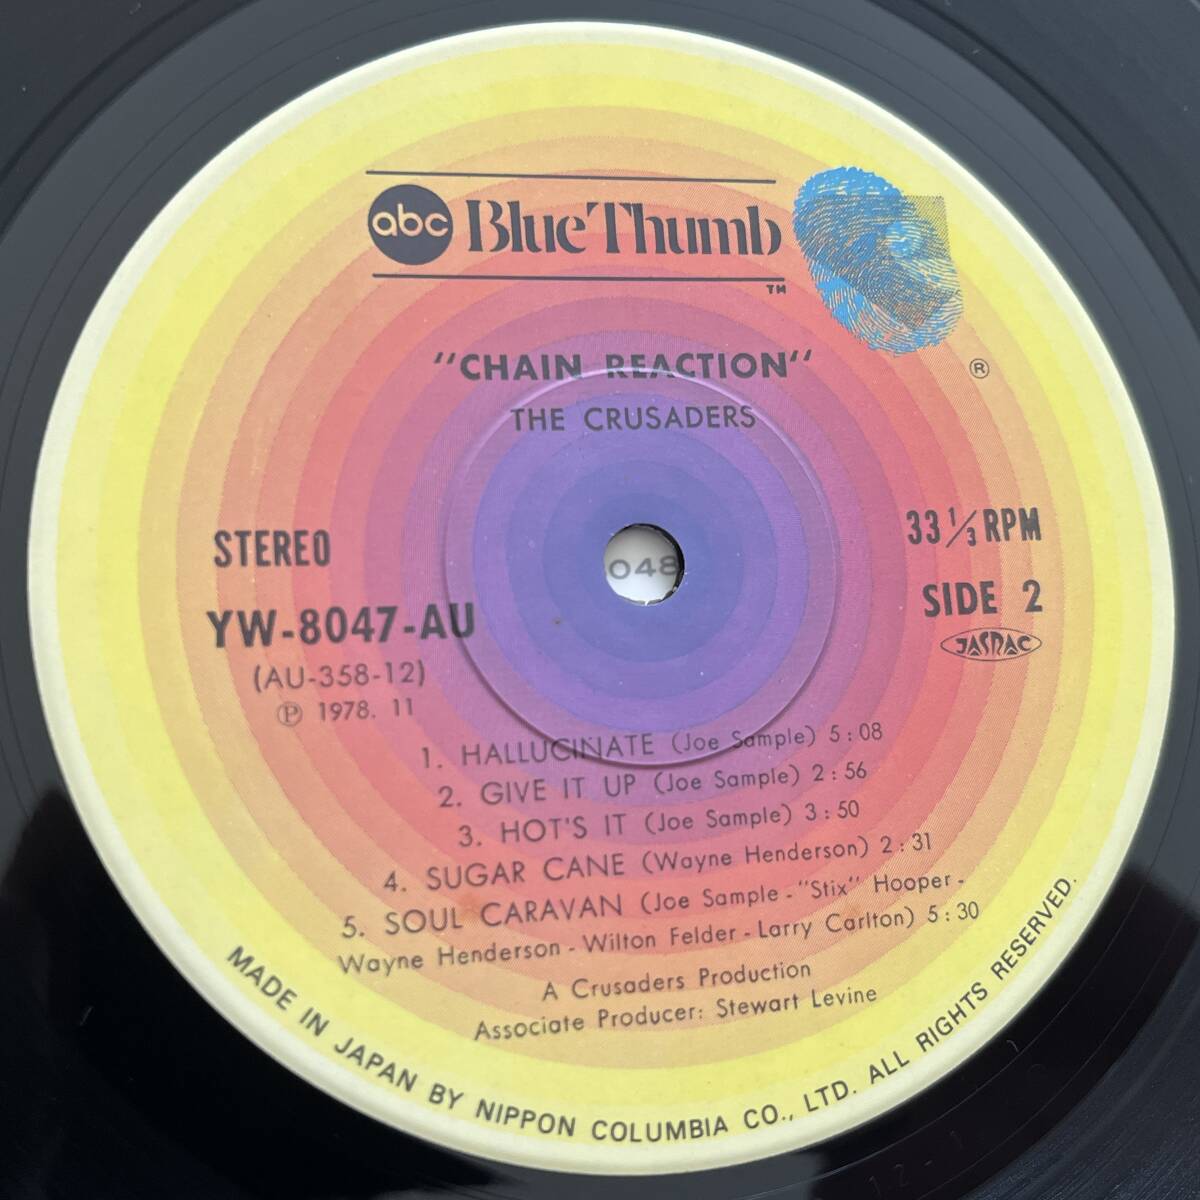 abc Blue Thumb
TM
®
"CHAIN REACTION"
THE CRUSADERS
STEREO
YW-8047-AU
(AU-358-12)
℗ 1978. 11
33 1/3 RPM
SIDE 2
JASRAC
048
1. HALLUCINATE (Joe Sample) 5:08
2. GIVE IT UP (Joe Sample) 2:56
3. HOT'S IT (Joe Sample) 3:50
4. SUGAR CANE (Wayne Henderson) 2:31
5. SOUL CARAVAN (Joe Sample - "Stix" Hooper -
Wayne Henderson - Wilton Felder - Larry Carlton) 5:30
A Crusaders Production
Associate Producer: Stewart Levine
MADE IN JAPAN BY NIPPON COLUMBIA CO., LTD. ALL RIGHTS RESERVED.